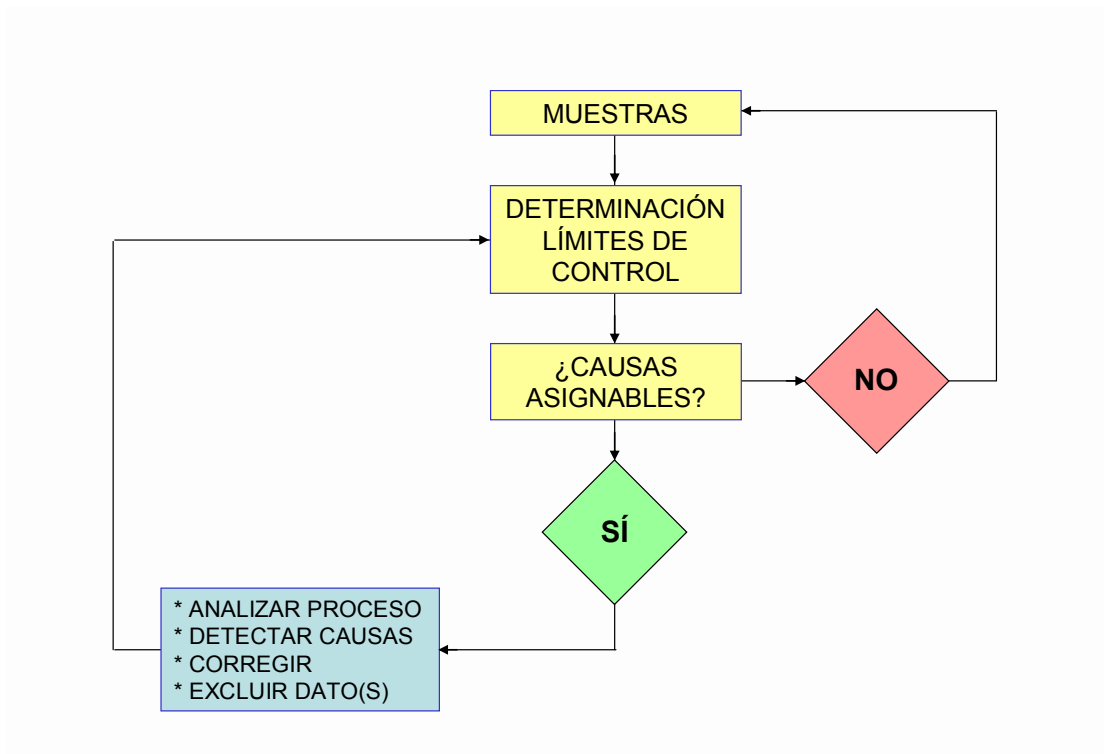 MUESTRAS
DETERMINACIÓN
LÍMITES DE
CONTROL
¿CAUSAS
ASIGNABLES?
NO
SÍ
* ANALIZAR PROCESO
* DETECTAR CAUSAS
* CORREGIR
* EXCLUIR DATO(S)